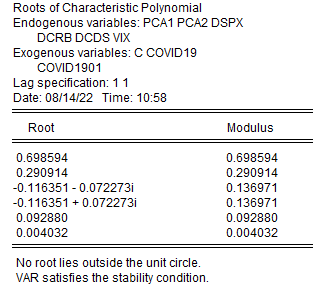 Roots of Characteristic Polynomial
Endogenous variables: PCA1 PCA2 DSPX
DCRB DCDS VIX
Exogenous variables: C COVID19
COVID1901
Lag specification: 1 1
Date: 08/14/22 Time: 10:58
Root Modulus
0.698594 0.698594
0.290914 0.290914
-0.116351 - 0.072273i 0.136971
-0.116351 + 0.072273i 0.136971
0.092880 0.092880
0.004032 0.004032
No root lies outside the unit circle.
VAR satisfies the stability condition.